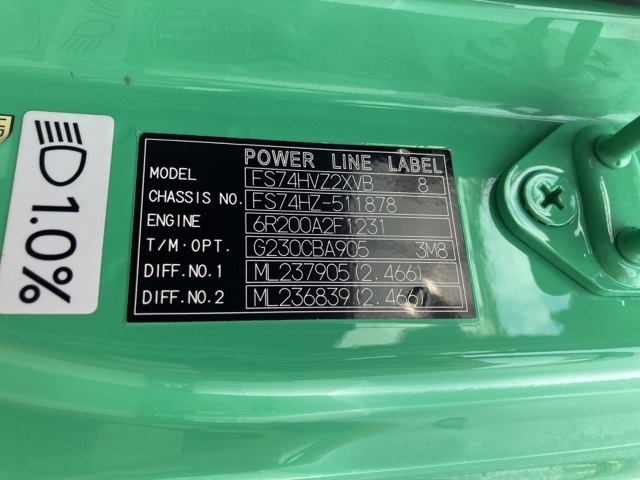 POWER LINE LABEL
MODEL FS74HVZ2XVB 8
CHASSIS NO. FS74HZ-511878
ENGINE 6R200A2F1231
T/M·OPT. G230CBA905 3M8
DIFF.NO.1 ML237905(2.466)
DIFF.NO.2 ML236839(2.466)
1.0%